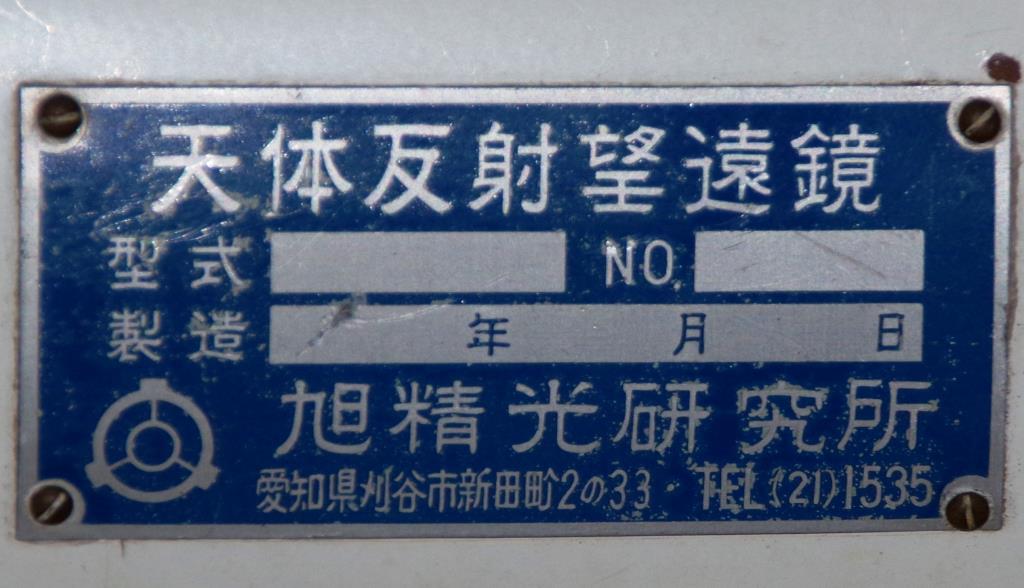 天体反射望遠鏡
型式 NO.
製造 年 月 日
旭精光研究所
愛知県刈谷市新田町2の33・TEL(21)1535